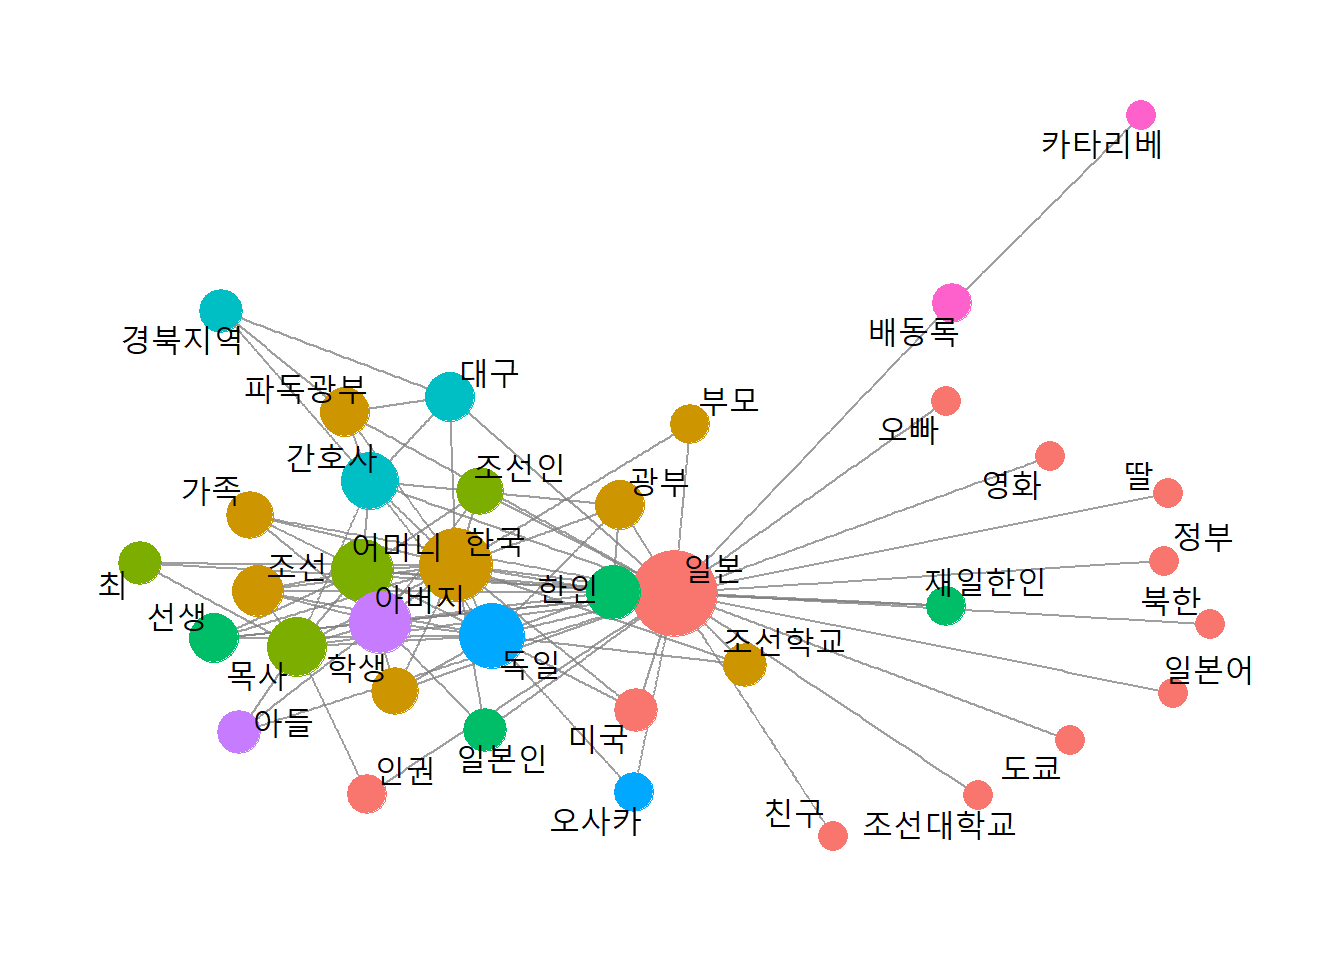 카타리베
배동록
경북지역
대구
파독광부
부모
오빠
간호사
조선인
광부
영화
딸
가족
정부
어머니
한국
조선
일본
최
아버지
한인
재일한인
북한
선생
조선학교
목사
학생
독일
일본어
아들
미국
일본인
인권
도쿄
오사카
친구
조선대학교